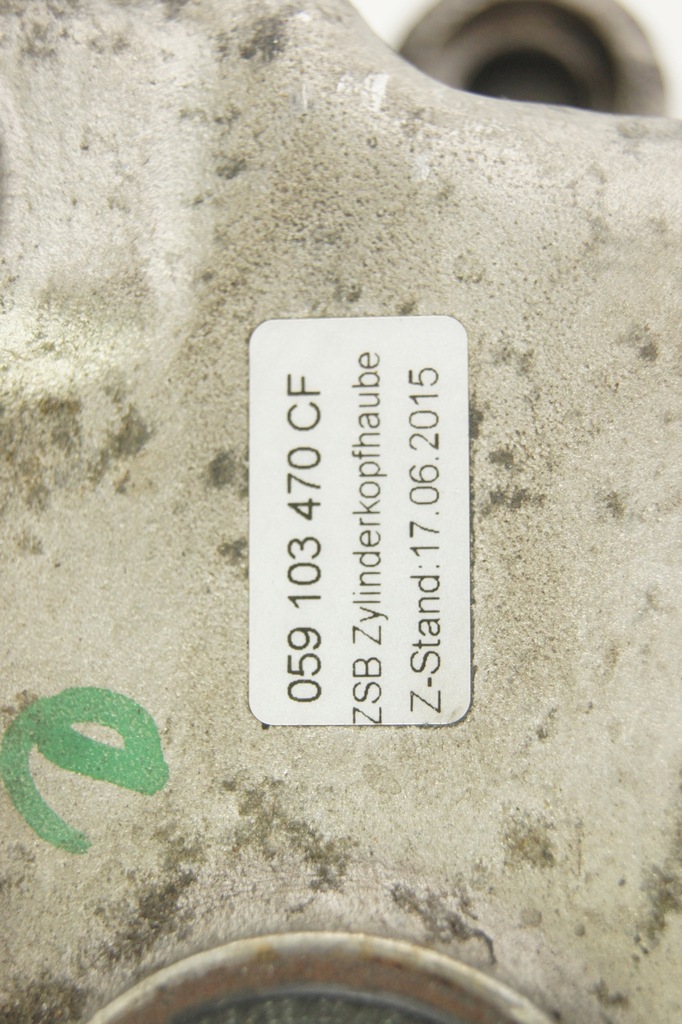 059 103 470 CF
ZSB Zylinderkopfhaube
Z-Stand:17.06.2015